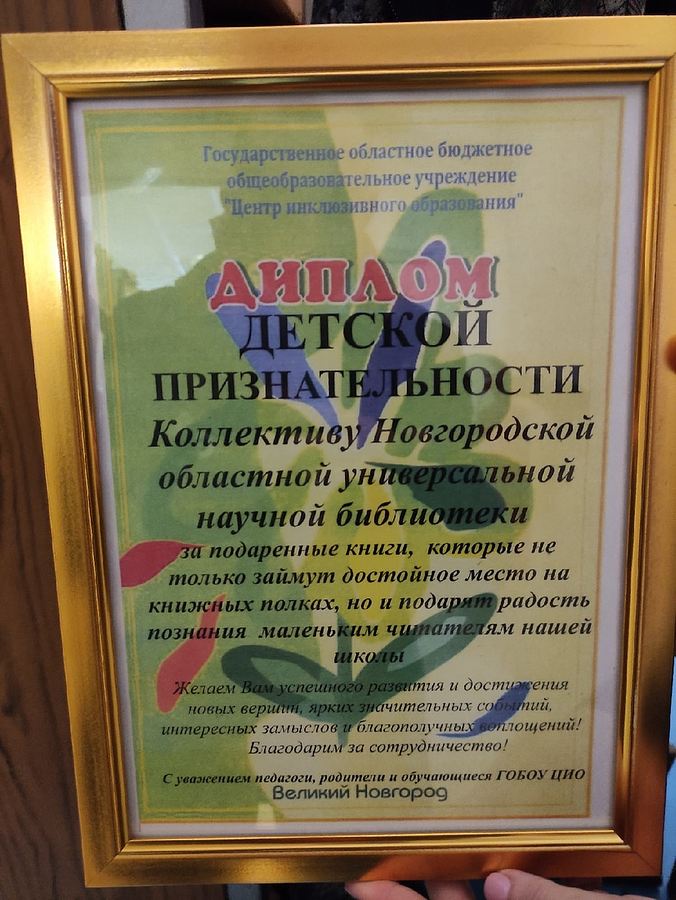 Государственное областное бюджетное
общеобразовательное учреждение
"Центр инклюзивного образования"
ДИПЛОМ
ДЕТСКОЙ
ПРИЗНАТЕЛЬНОСТИ
Коллективу Новгородской
областной универсальной
научной библиотеки
за подаренные книги, которые не
только займут достойное место на
книжных полках, но и подарят радость
познания маленьким читателям нашей
школы
Желаем Вам успешного развития и достижения
новых вершин, ярких значительных событий,
интересных замыслов и благополучных воплощений!
Благодарим за сотрудничество!
С уважением педагоги, родители и обучающиеся ГОБОУ ЦИО
Великий Новгород